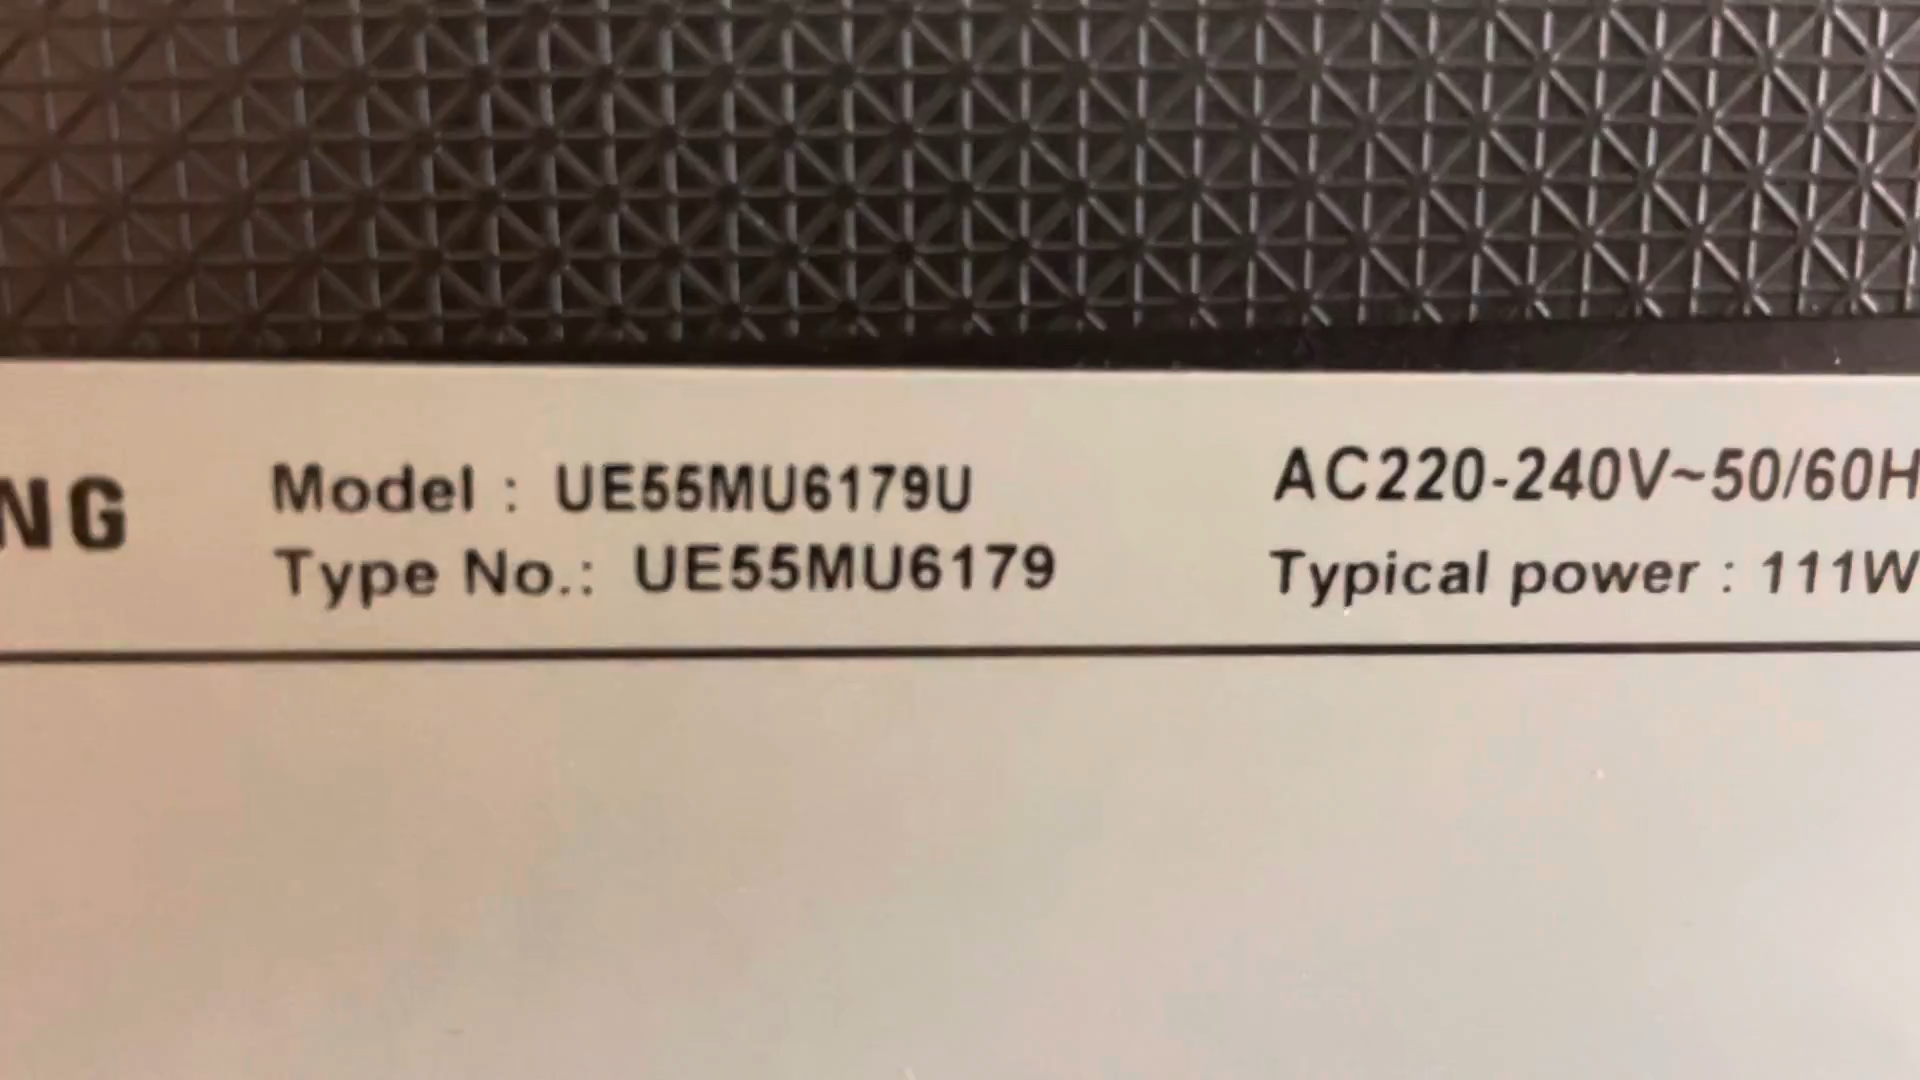 NG
Model : UE55MU6179U
Type No.: UE55MU6179
AC220-240V~50/60H
Typical power : 111W